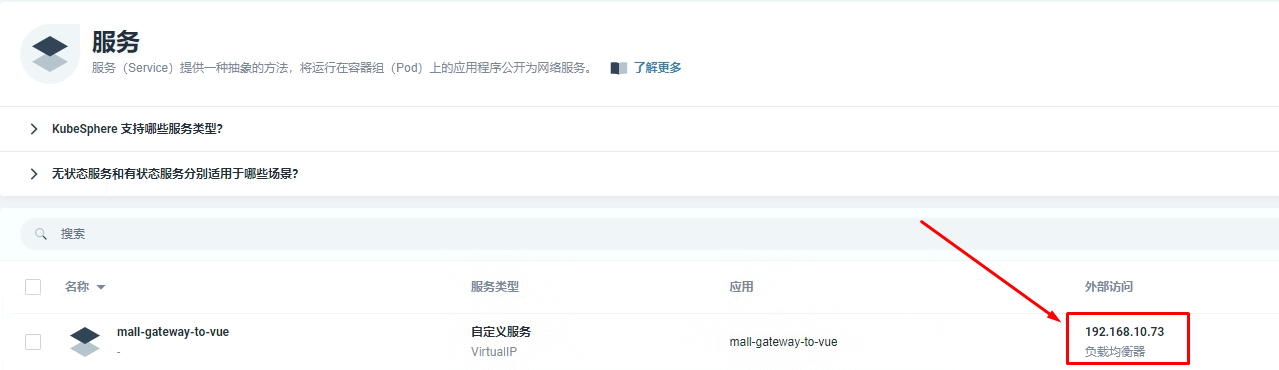 服务
服务（Service）提供一种抽象的方法，将运行在容器组（Pod）上的应用程序公开为网络服务。 了解更多
KubeSphere 支持哪些服务类型？
无状态服务和有状态服务分别适用于哪些场景？
搜索
名称 服务类型 应用 外部访问
mall-gateway-to-vue 自定义服务 mall-gateway-to-vue 192.168.10.73
- VirtualIP 负载均衡器